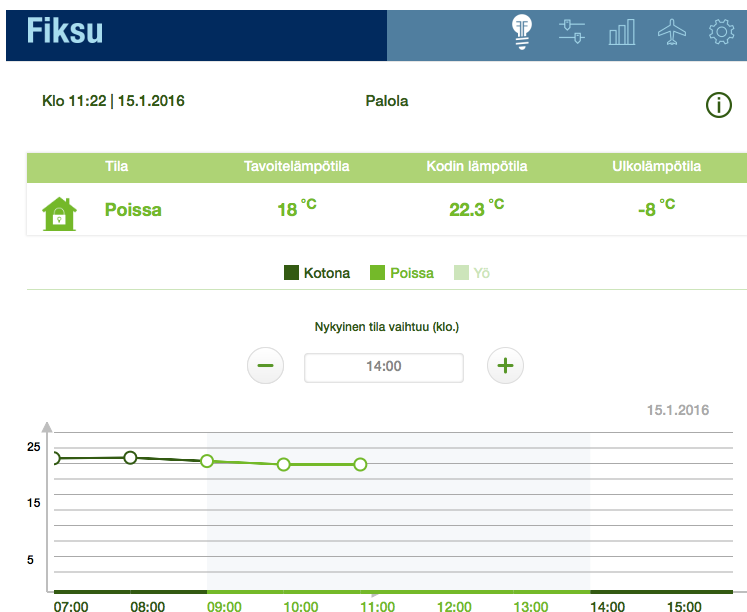 Fiksu
Klo 11:22 | 15.1.2016 Palola
Tila Tavoitelämpötila Kodin lämpötila Ulkolämpötila
Poissa 18 °C 22.3 °C -8 °C
Kotona Poissa Yö
Nykyinen tila vaihtuu (klo.)
14:00
15.1.2016
25
15
5
07:00 08:00 09:00 10:00 11:00 12:00 13:00 14:00 15:00